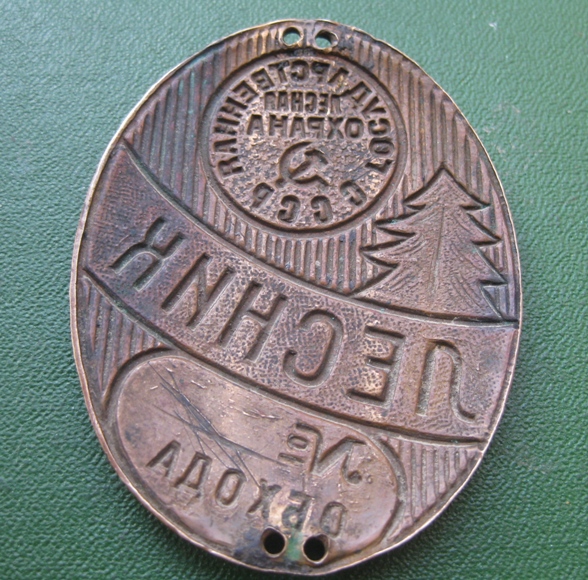 ГОСУДАРСТВЕННАЯ
ЛЕСНАЯ
ОХРАНА
СССР
ЛЕСНИК
№
ОБХОДА